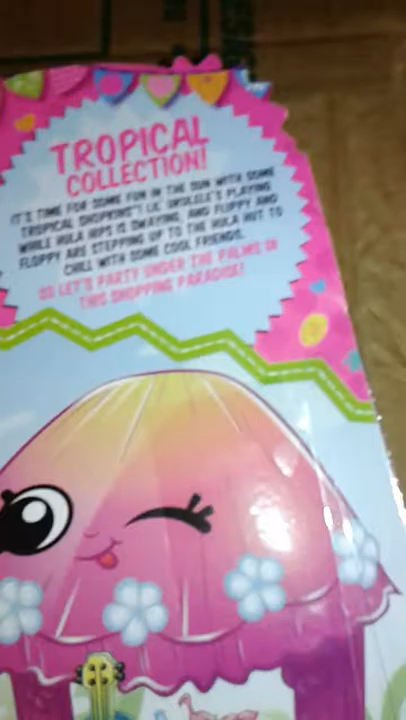 TROPICAL
COLLECTION!
IT'S TIME FOR SOME FUN IN THE SUN WITH SOME
TROPICAL SHOPKINS™! LIL' UKULELE'S PLAYING
WHILE HULA HIPS IS SWAYING, AND FLIPPY AND
FLOPPY ARE STEPPING UP TO THE HULA HUT TO
CHILL WITH SOME COOL FRIENDS.
SO LET'S PARTY UNDER THE PALMS IN
THIS SHOPPING PARADISE!